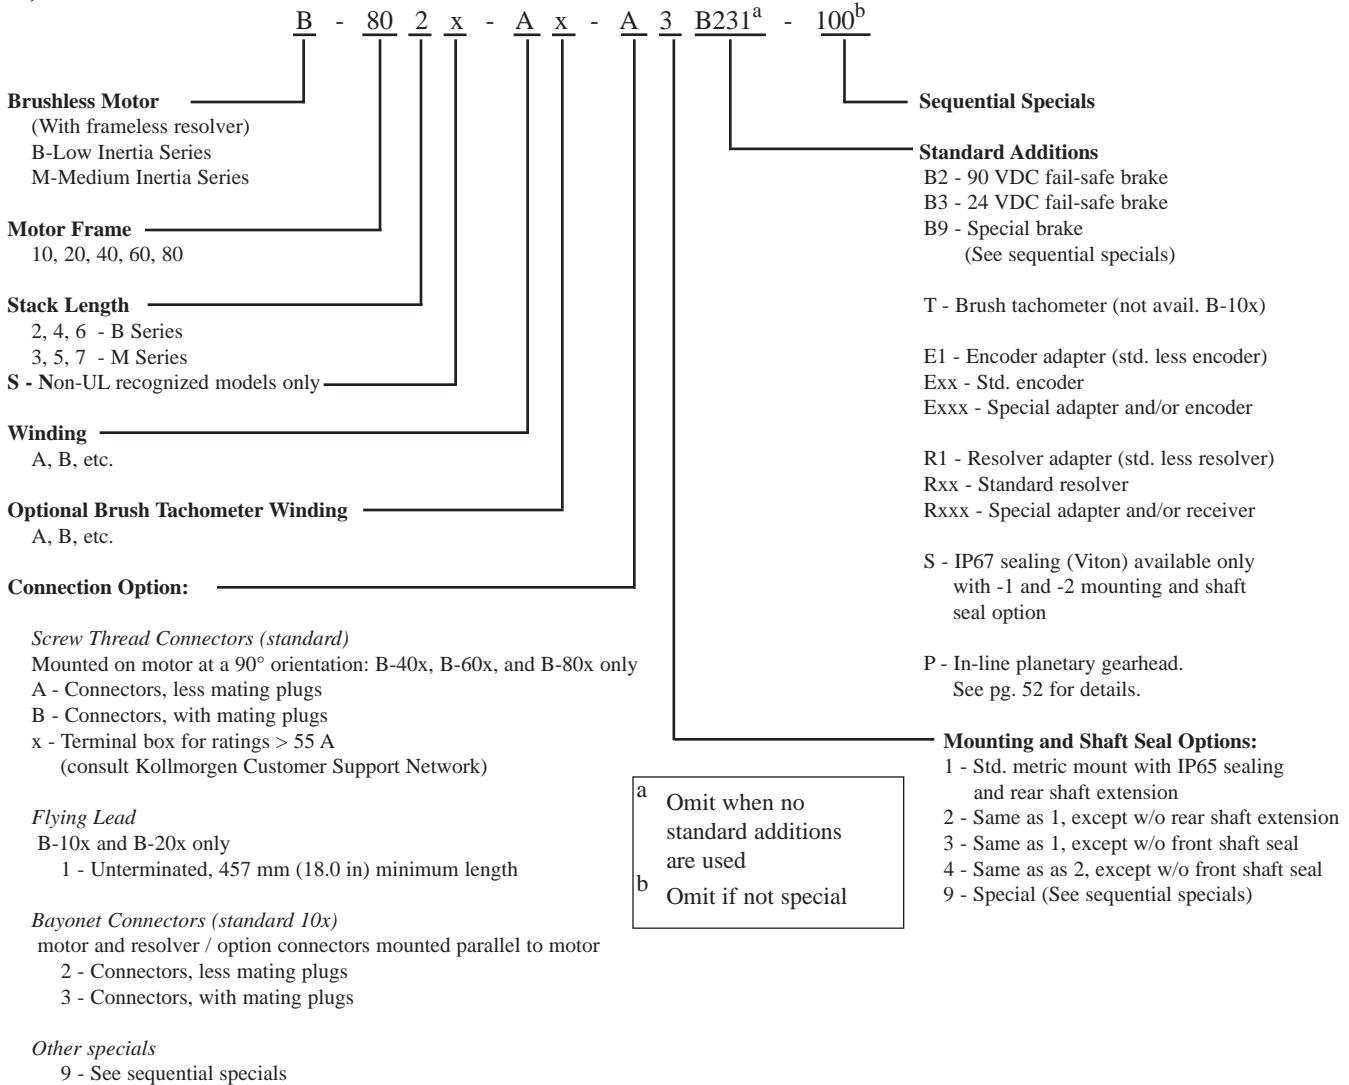 B - 80 2 x - A x - A 3 B231a - 100b
Brushless Motor
(With frameless resolver)
B-Low Inertia Series
M-Medium Inertia Series
Motor Frame
10, 20, 40, 60, 80
Stack Length
2, 4, 6 - B Series
3, 5, 7 - M Series
S - Non-UL recognized models only
Winding
A, B, etc.
Optional Brush Tachometer Winding
A, B, etc.
Connection Option:
Screw Thread Connectors (standard)
Mounted on motor at a 90° orientation: B-40x, B-60x, and B-80x only
A - Connectors, less mating plugs
B - Connectors, with mating plugs
x - Terminal box for ratings > 55 A
(consult Kollmorgen Customer Support Network)
Flying Lead
B-10x and B-20x only
1 - Unterminated, 457 mm (18.0 in) minimum length
Bayonet Connectors (standard 10x)
motor and resolver / option connectors mounted parallel to motor
2 - Connectors, less mating plugs
3 - Connectors, with mating plugs
Other specials
9 - See sequential specials
a Omit when no
standard additions
are used
b Omit if not special
Sequential Specials
Standard Additions
B2 - 90 VDC fail-safe brake
B3 - 24 VDC fail-safe brake
B9 - Special brake
(See sequential specials)
T - Brush tachometer (not avail. B-10x)
E1 - Encoder adapter (std. less encoder)
Exx - Std. encoder
Exxx - Special adapter and/or encoder
R1 - Resolver adapter (std. less resolver)
Rxx - Standard resolver
Rxxx - Special adapter and/or receiver
S - IP67 sealing (Viton) available only
with -1 and -2 mounting and shaft
seal option
P - In-line planetary gearhead.
See pg. 52 for details.
Mounting and Shaft Seal Options:
1 - Std. metric mount with IP65 sealing
and rear shaft extension
2 - Same as 1, except w/o rear shaft extension
3 - Same as 1, except w/o front shaft seal
4 - Same as as 2, except w/o front shaft seal
9 - Special (See sequential specials)